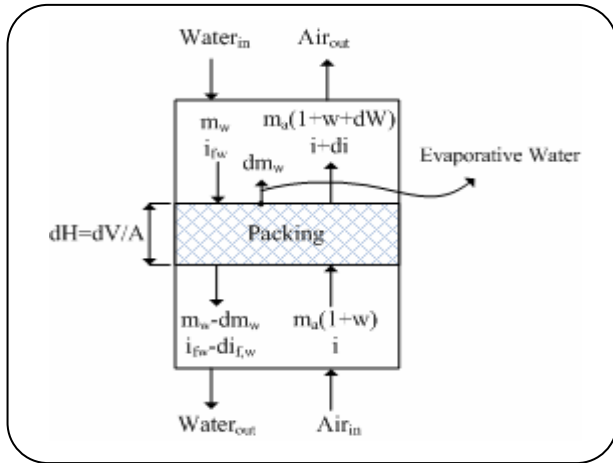 Water_in Air_out
m_w m_a(1+w+dW)
i_fw i+di
dm_w
Evaporative Water
dH=dV/A Packing
m_w-dm_w m_a(1+w)
i_fw-di_f,w i
Water_out Air_in